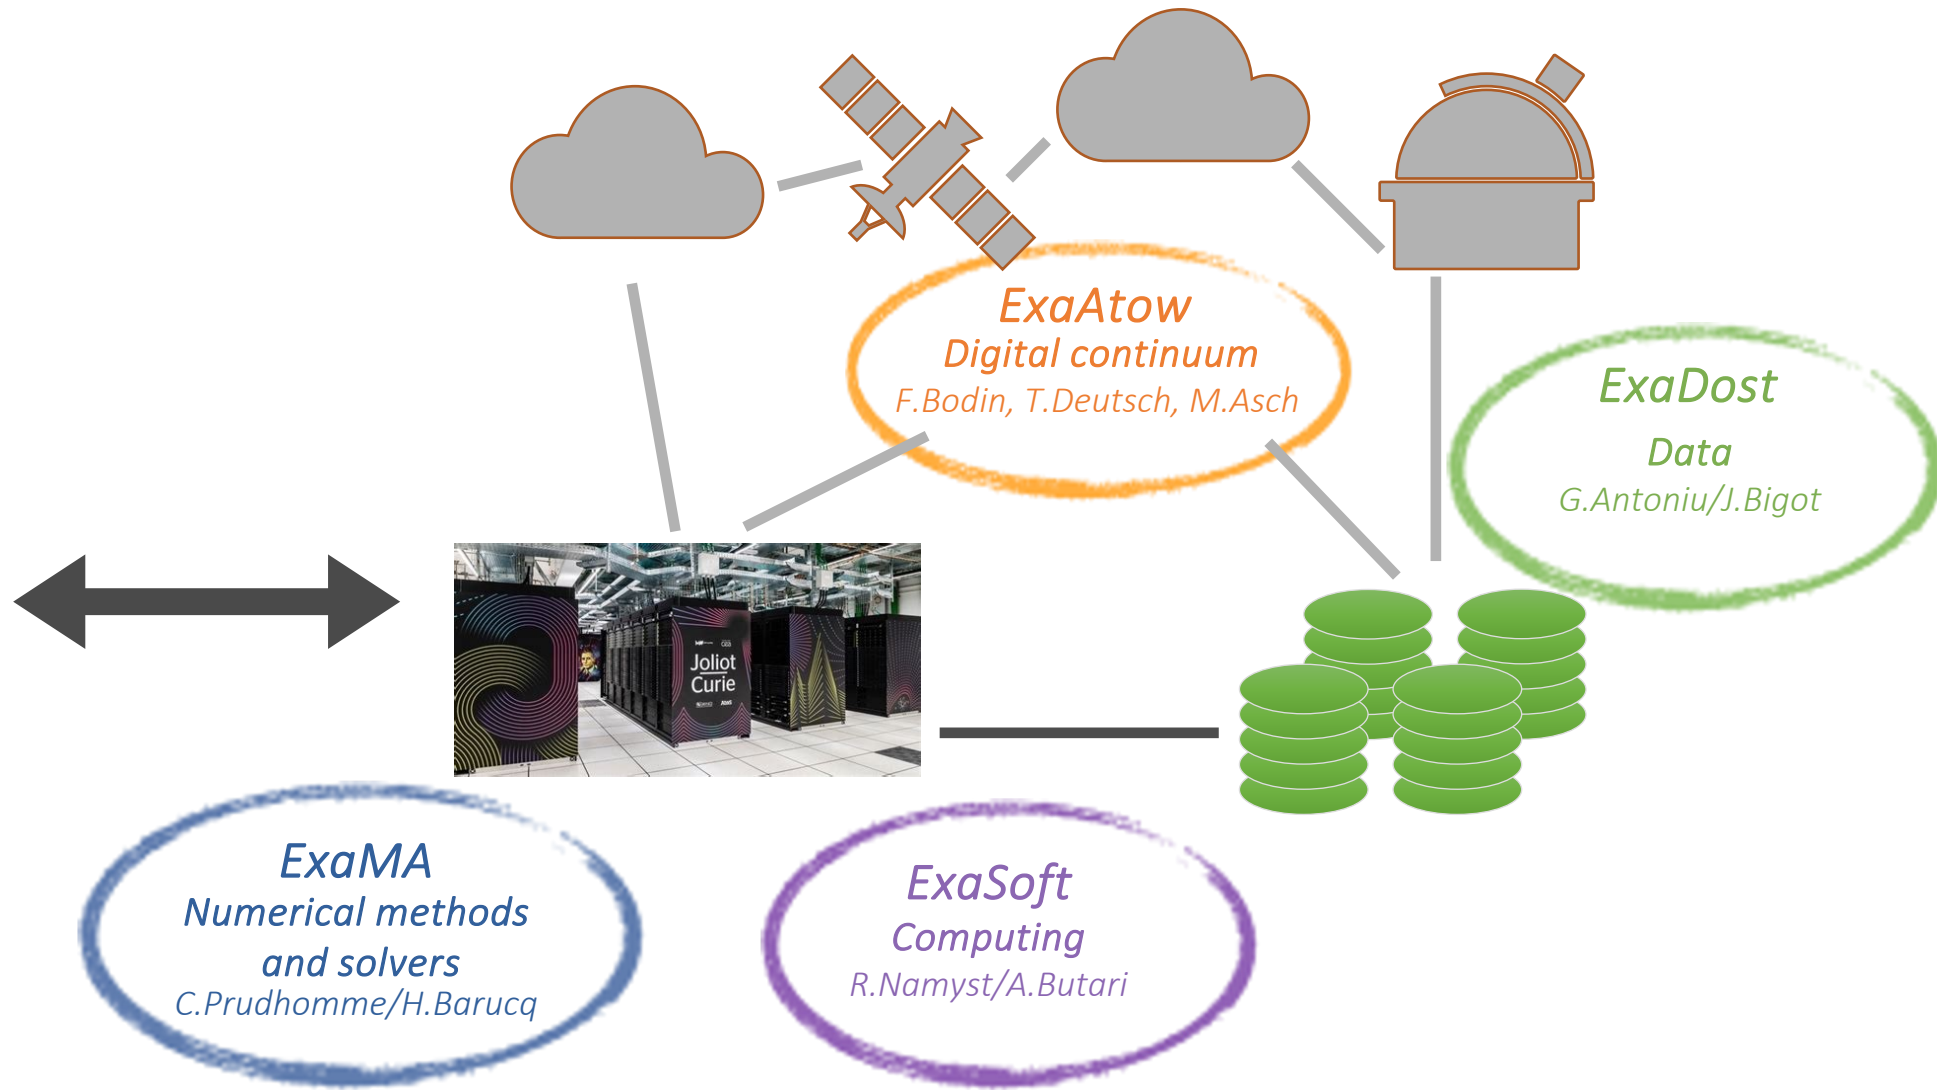 ExaAtow
Digital continuum
F.Bodin, T.Deutsch, M.Asch
ExaDost
Data
G.Antoniu/J.Bigot
Joliot
Curie
Atos
ExaMA
Numerical methods
and solvers
C.Prudhomme/H.Barucq
ExaSoft
Computing
R.Namyst/A.Butari